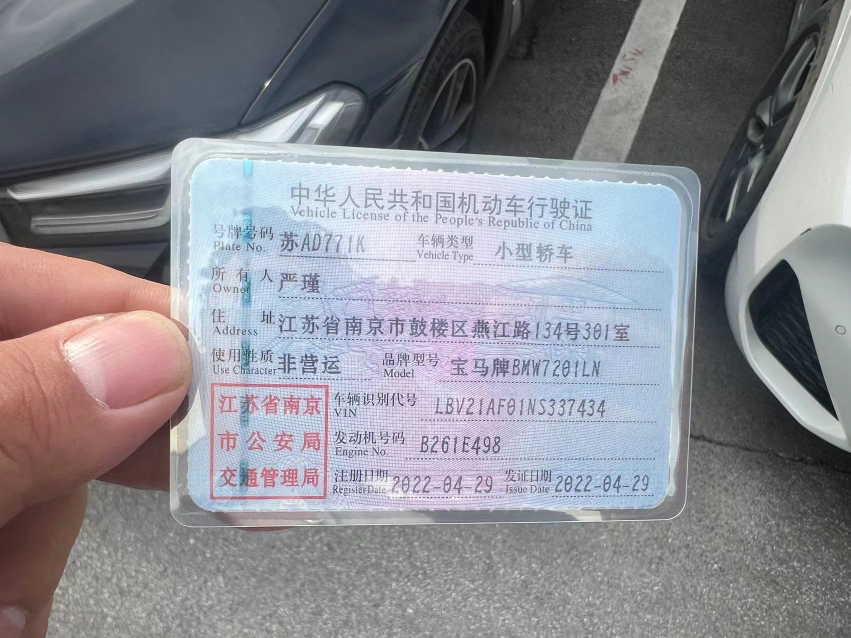 中华人民共和国机动车行驶证
Vehicle License of the People's Republic of China
号牌号码 苏AD771K 车辆类型 小型轿车
Plate No. Vehicle Type
所有人 严瑾
Owner
住址 江苏省南京市鼓楼区燕江路134号301室
Address
使用性质 非营运 品牌型号 宝马牌BMW7201LN
Use Character Model
江苏省南京
市公安局
交通管理局
车辆识别代号 LBV21AF01NS337434
VIN
发动机号码 B261E498
Engine No.
注册日期 2022-04-29 发证日期 2022-04-29
Register Date Issue Date